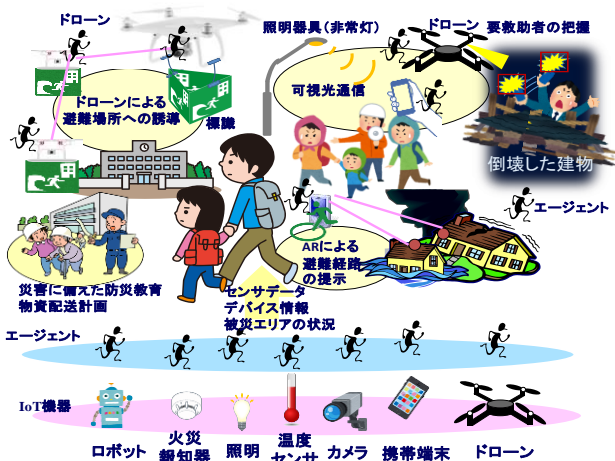 ドローン
照明器具（非常灯）
ドローン
要救助者の把握
ドローンによる
避難場所への誘導
標識
可視光通信
倒壊した建物
エージェント
ARによる
避難経路
の提示
災害に備えた防災教育
物資配送計画
センサデータ
デバイス情報
被災エリアの状況
エージェント
IoT機器
ロボット
火災
報知器
照明
温度
センサ
カメラ
携帯端末
ドローン